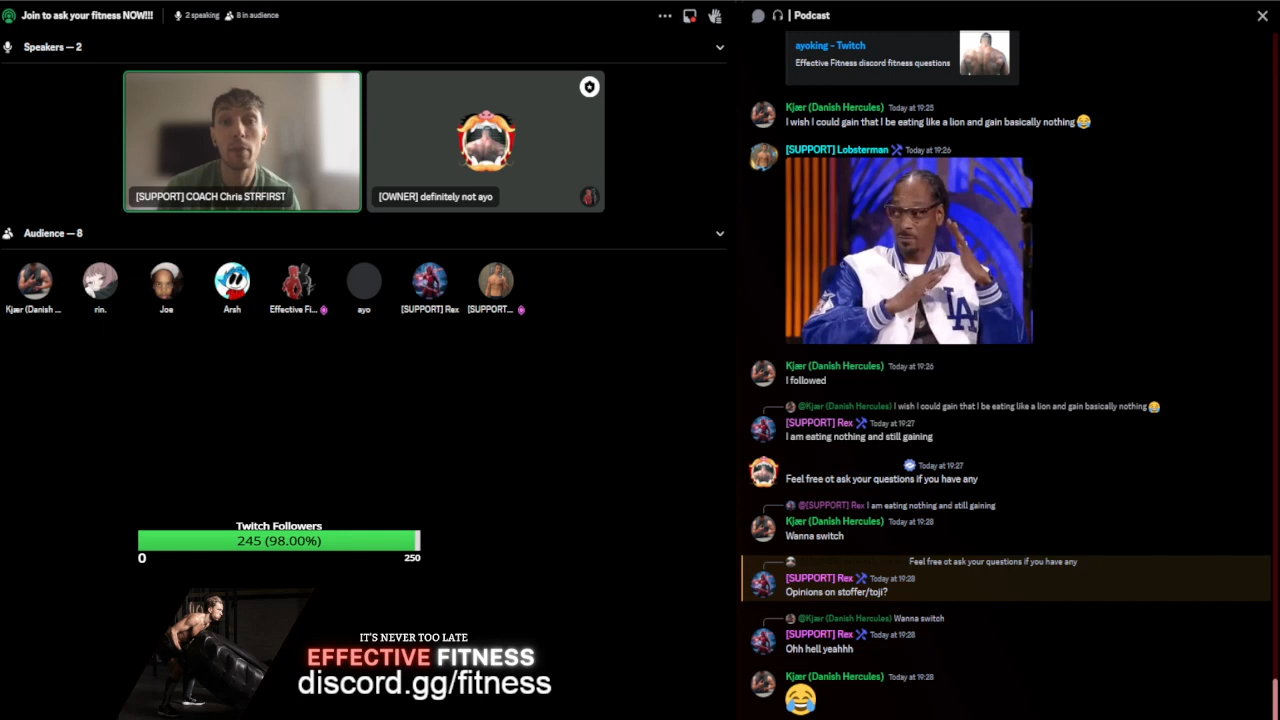 Join to ask your fitness NOW!!!
2 speaking
8 in audience
Speakers — 2
[SUPPORT] COACH Chris STRFIRST
[OWNER] definitely not ayo
Audience — 8
Kjær (Danish ...
rin.
Joe
Arsh
Effective Fi...
ayo
[SUPPORT] Rex
[SUPPORT...
Twitch Followers
245 (98.00%)
0
250
IT'S NEVER TOO LATE
EFFECTIVE FITNESS
discord.gg/fitness
Podcast
ayoking - Twitch
Effective Fitness discord fitness questions
Kjær (Danish Hercules) Today at 19:25
I wish I could gain that I be eating like a lion and gain basically nothing😂
[SUPPORT] Lobsterman Today at 19:26
LA
Kjær (Danish Hercules) Today at 19:26
I followed
@Kjær (Danish Hercules) I wish I could gain that I be eating like a lion and gain basically nothing😂
[SUPPORT] Rex Today at 19:27
I am eating nothing and still gaining
Today at 19:27
Feel free ot ask your questions if you have any
@[SUPPORT] Rex I am eating nothing and still gaining
Kjær (Danish Hercules) Today at 19:28
Wanna switch
Feel free ot ask your questions if you have any
[SUPPORT] Rex Today at 19:28
Opinions on stoffer/toji?
@Kjær (Danish Hercules) Wanna switch
[SUPPORT] Rex Today at 19:28
Ohh hell yeahhh
Kjær (Danish Hercules) Today at 19:28
😂